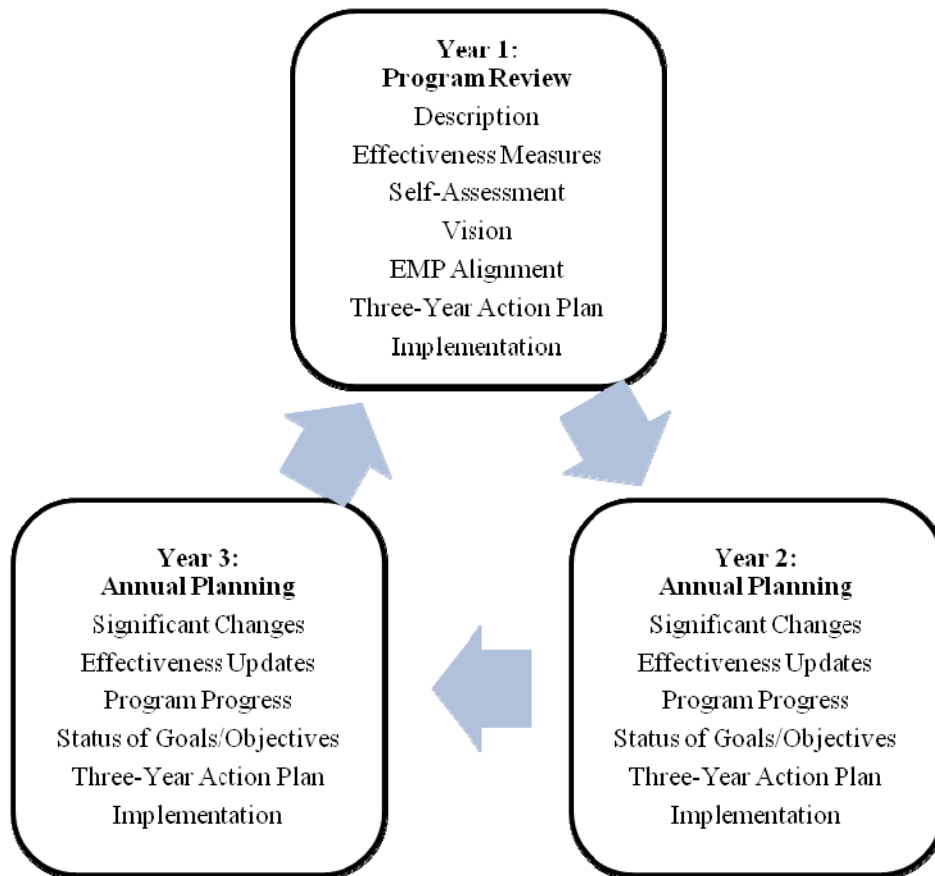 Year 1:
Program Review
Description
Effectiveness Measures
Self-Assessment
Vision
EMP Alignment
Three-Year Action Plan
Implementation
Year 2:
Annual Planning
Significant Changes
Effectiveness Updates
Program Progress
Status of Goals/Objectives
Three-Year Action Plan
Implementation
Year 3:
Annual Planning
Significant Changes
Effectiveness Updates
Program Progress
Status of Goals/Objectives
Three-Year Action Plan
Implementation